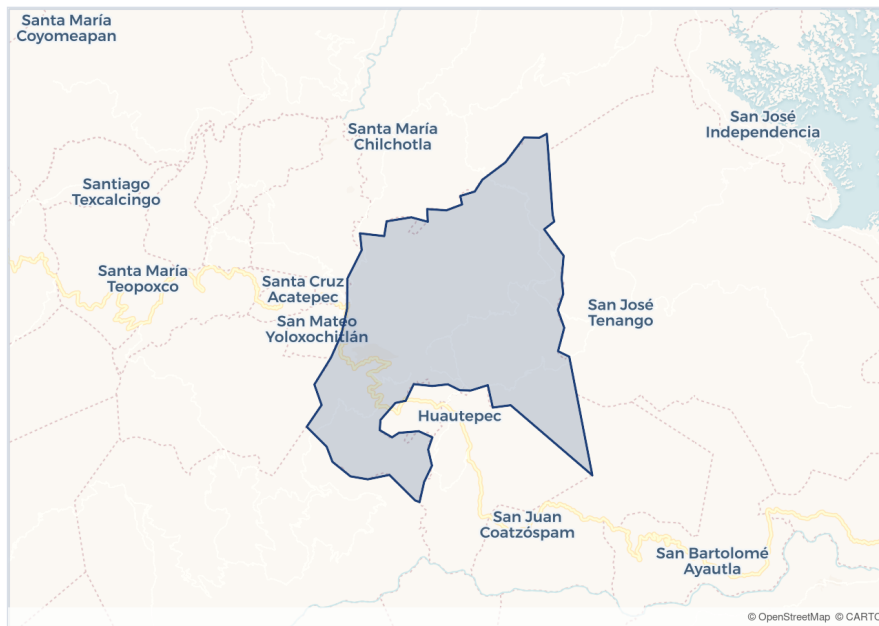 Santa María
Coyomeapan
Santa María
Chilchotla
San José
Independencia
Santiago
Texcalcingo
Santa María
Teopoxco
Santa Cruz
Acatepec
San José
Tenango
San Mateo
Yoloxochitlán
Huautepec
San Juan
Coatzóspam
San Bartolomé
Ayautla
© OpenStreetMap © CARTO